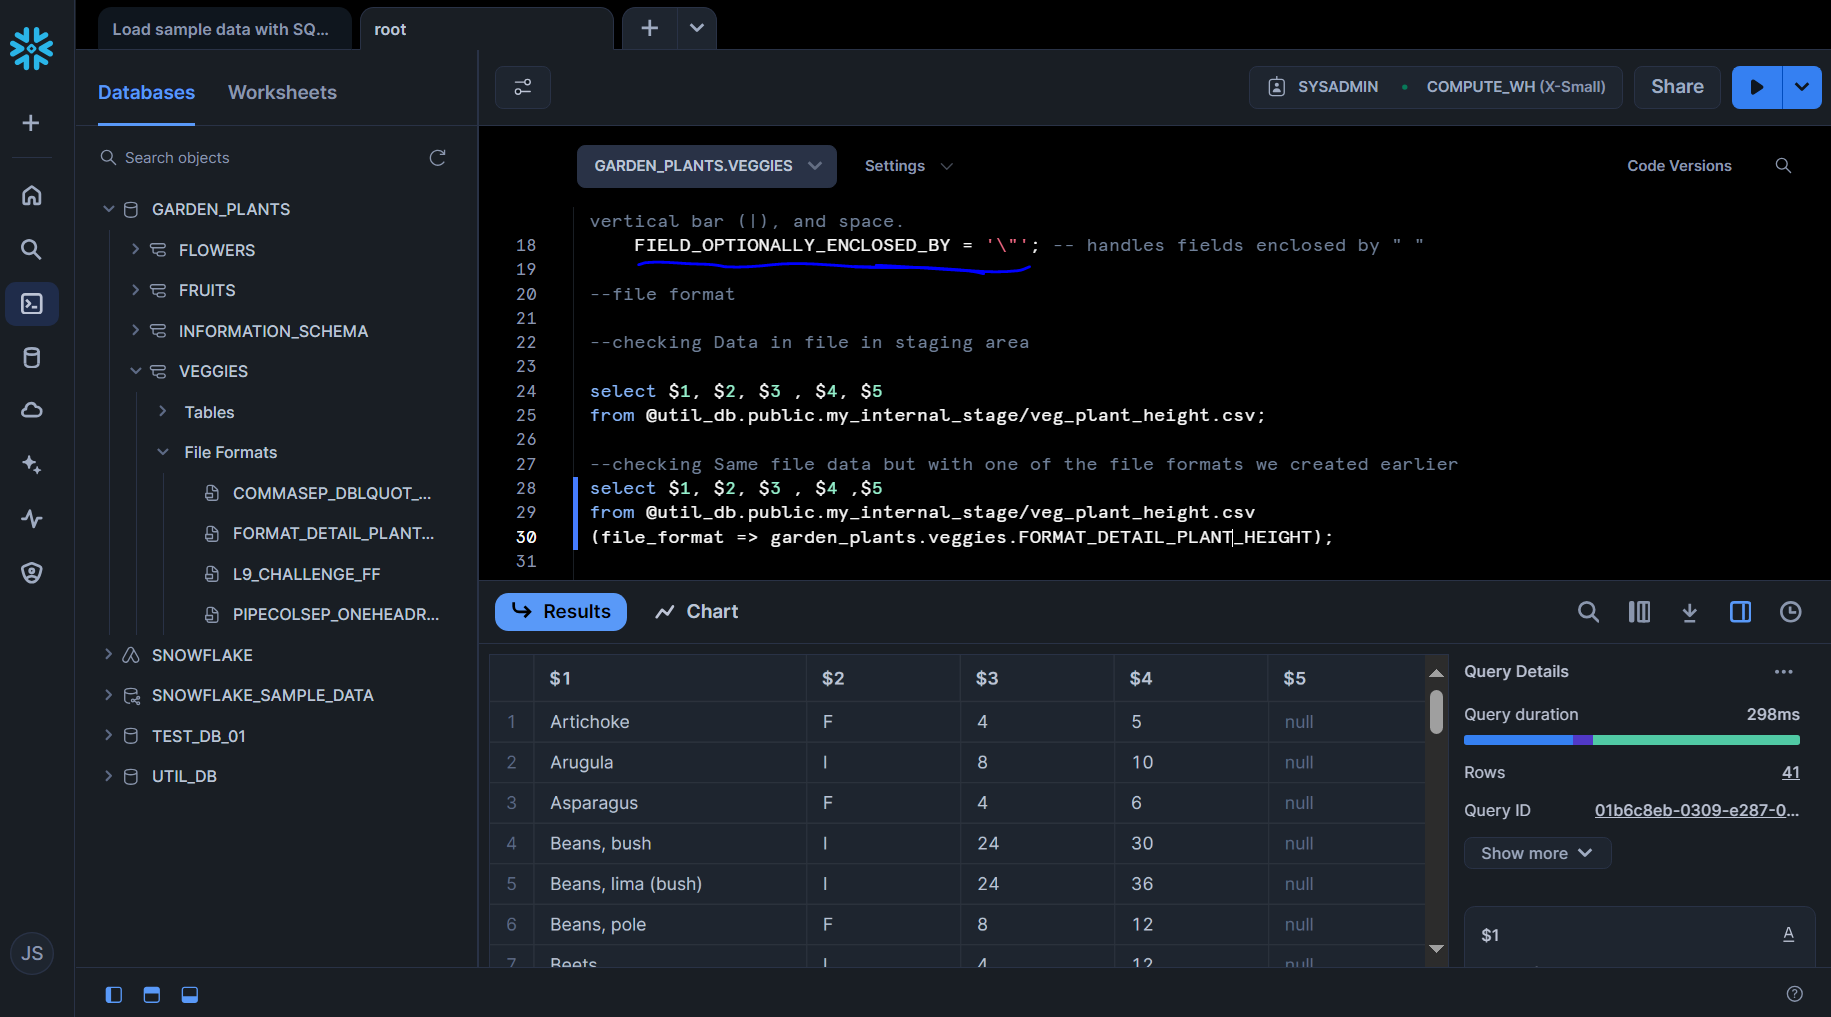 Load sample data with SQ...
root
Databases
Worksheets
SYSADMIN
COMPUTE_WH (X-Small)
Share
Search objects
GARDEN_PLANTS
FLOWERS
FRUITS
INFORMATION_SCHEMA
VEGGIES
Tables
File Formats
COMMASEP_DBLQUOT_...
FORMAT_DETAIL_PLANT...
L9_CHALLENGE_FF
PIPECOLSEP_ONEHEADR...
SNOWFLAKE
SNOWFLAKE_SAMPLE_DATA
TEST_DB_01
UTIL_DB
JS
GARDEN_PLANTS.VEGGIES
Settings
Code Versions
vertical bar (|), and space.
18 FIELD_OPTIONALLY_ENCLOSED_BY = '\"'; -- handles fields enclosed by " "
19
20 --file format
21
22 --checking Data in file in staging area
23
24 select $1, $2, $3 , $4, $5
25 from @util_db.public.my_internal_stage/veg_plant_height.csv;
26
27 --checking Same file data but with one of the file formats we created earlier
28 select $1, $2, $3 , $4 ,$5
29 from @util_db.public.my_internal_stage/veg_plant_height.csv
30 (file_format => garden_plants.veggies.FORMAT_DETAIL_PLANT_HEIGHT);
31
Results
Chart
$1 $2 $3 $4 $5
1 Artichoke F 4 5 null
2 Arugula I 8 10 null
3 Asparagus F 4 6 null
4 Beans, bush I 24 30 null
5 Beans, lima (bush) I 24 36 null
6 Beans, pole F 8 12 null
7 Beets I 4 12 null
Query Details
Query duration 298ms
Rows 41
Query ID 01b6c8eb-0309-e287-0...
Show more
$1 A